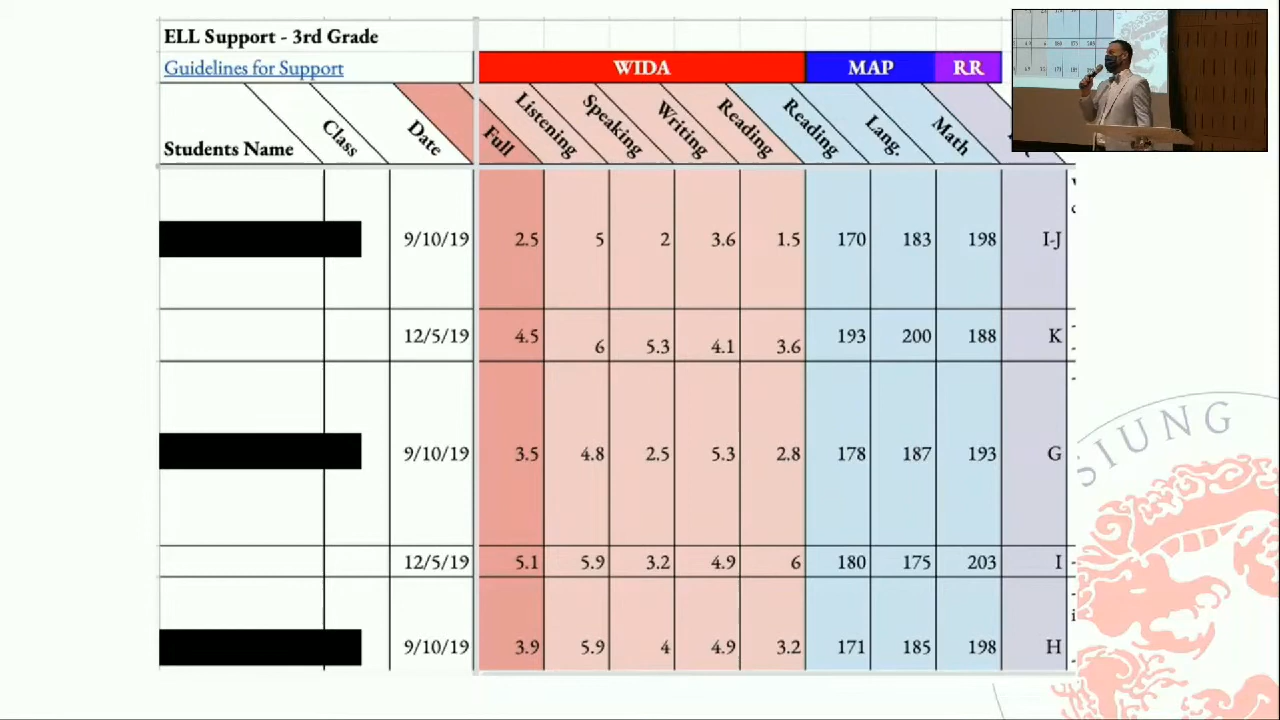 ELL Support - 3rd Grade
Guidelines for Support
WIDA MAP RR
Students Name Class Date Full Listening Speaking Writing Reading Reading Lang. Math
9/10/19 2.5 5 2 3.6 1.5 170 183 198 I-J
12/5/19 4.5 6 5.3 4.1 3.6 193 200 188 K
9/10/19 3.5 4.8 2.5 5.3 2.8 178 187 193 G
12/5/19 5.1 5.9 3.2 4.9 6 180 175 203 I
9/10/19 3.9 5.9 4 4.9 3.2 171 185 198 H
SIUNG